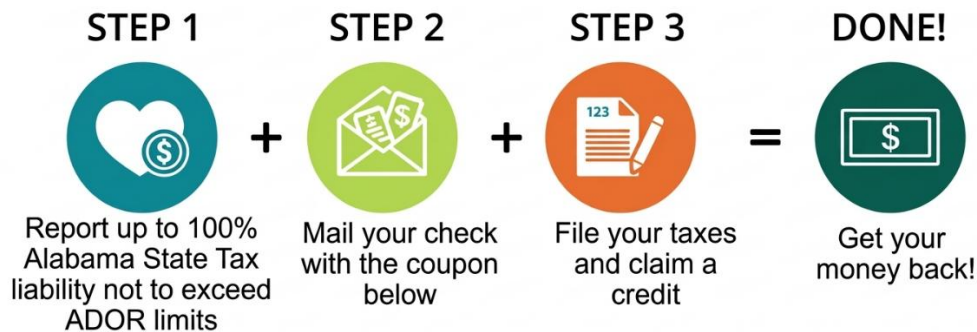 STEP 1
STEP 2
STEP 3
DONE!
$
$
123
$
Report up to 100%
Alabama State Tax
liability not to exceed
ADOR limits
Mail your check
with the coupon
below
File your taxes
and claim a
credit
Get your
money back!